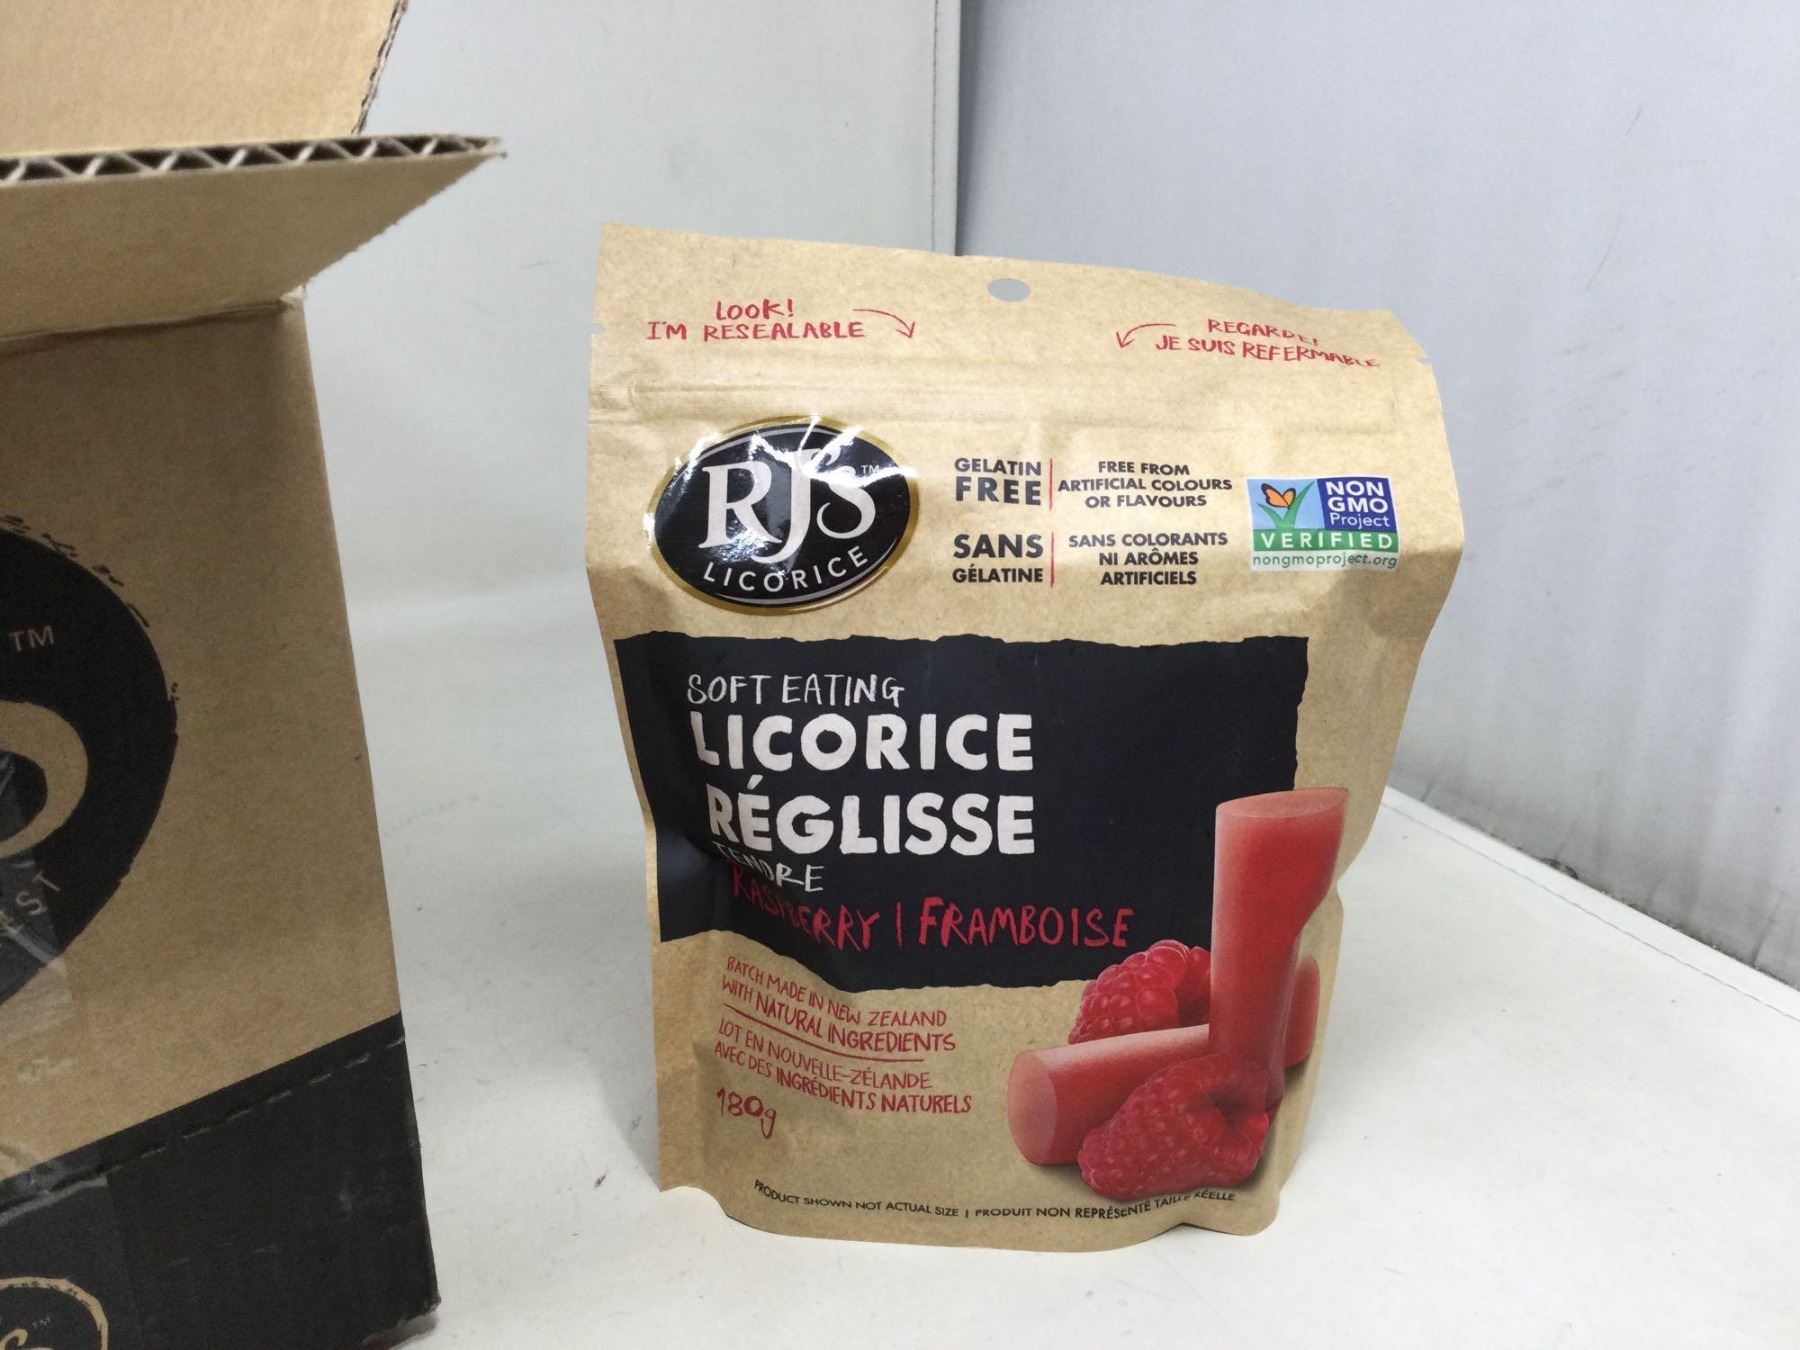 LOOK!
I'M RESEALABLE
REGARDE!
JE SUIS REFERMABLE
RJ's™
LICORICE
GELATIN
FREE
FREE FROM
ARTIFICIAL COLOURS
OR FLAVOURS
SANS
GÉLATINE
SANS COLORANTS
NI ARÔMES
ARTIFICIELS
NON
GMO
Project
VERIFIED
nongmoproject.org
SOFT EATING
LICORICE
RÉGLISSE
TENDRE
RASPBERRY | FRAMBOISE
BATCH MADE IN NEW ZEALAND
WITH NATURAL INGREDIENTS
LOT EN NOUVELLE-ZÉLANDE
AVEC DES INGRÉDIENTS NATURELS
180g
PRODUCT SHOWN NOT ACTUAL SIZE | PRODUIT NON REPRÉSENTÉ TAILLE RÉELLE
TM
TM